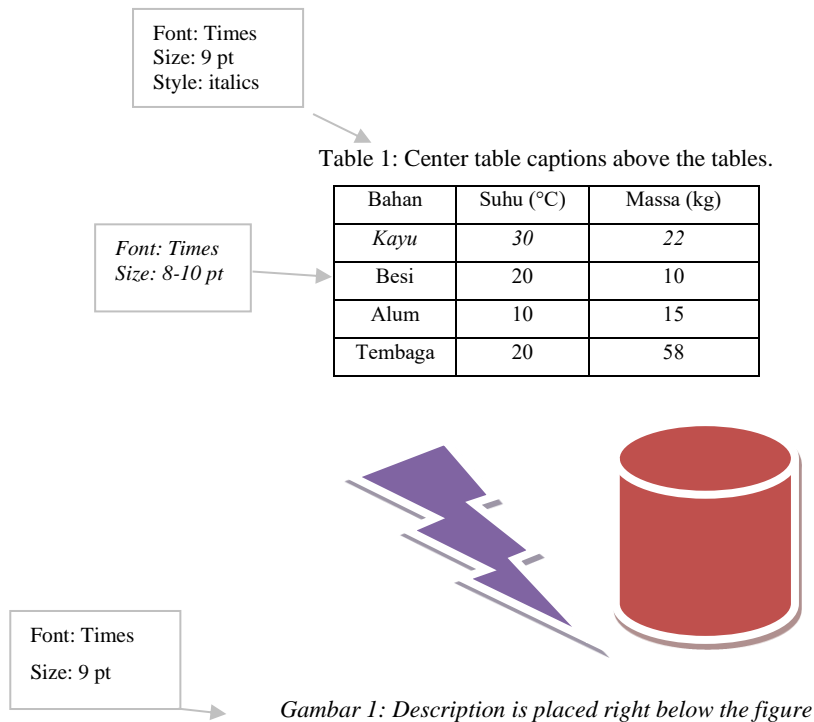 Font: Times
Size: 9 pt
Style: italics
Table 1: Center table captions above the tables.
Bahan Suhu (°C) Massa (kg)
Kayu 30 22
Font: Times
Size: 8-10 pt
Besi 20 10
Alum 10 15
Tembaga 20 58
Font: Times
Size: 9 pt
Gambar 1: Description is placed right below the figure